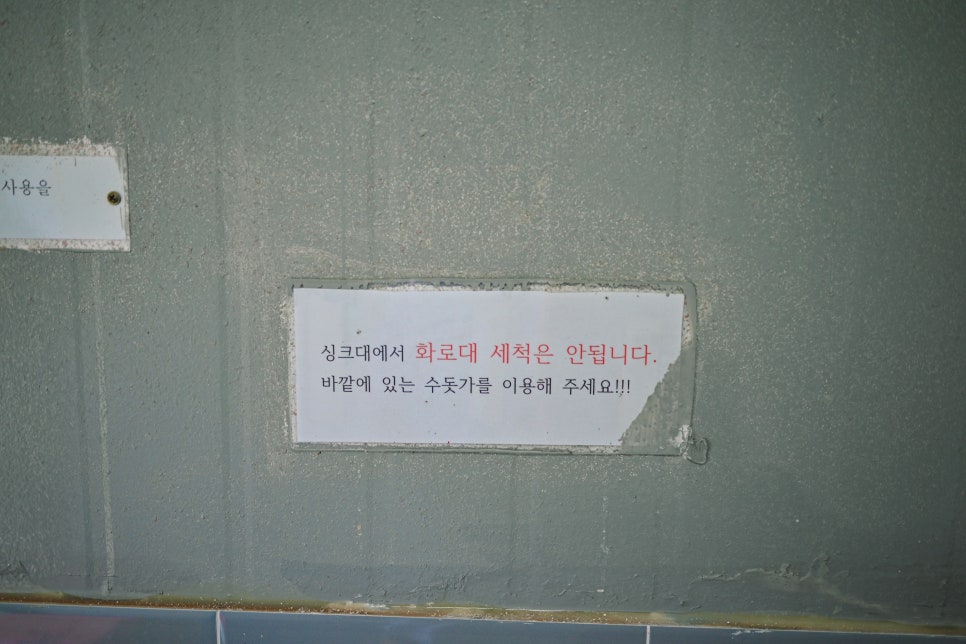 사용을
싱크대에서 화로대 세척은 안됩니다.
바깥에 있는 수돗가를 이용해 주세요!!!